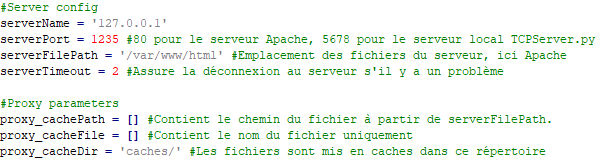 #Server config
serverName = '127.0.0.1'
serverPort = 1235 #80 pour le serveur Apache, 5678 pour le serveur local TCPServer.py
serverFilePath = '/var/www/html' #Emplacement des fichiers du serveur, ici Apache
serverTimeout = 2 #Assure la déconnexion au serveur s'il y a un problème
#Proxy parameters
proxy_cachePath = [] #Contient le chemin du fichier à partir de serverFilePath.
proxy_cacheFile = [] #Contient le nom du fichier uniquement
proxy_cacheDir = 'caches/' #Les fichiers sont mis en caches dans ce répertoire